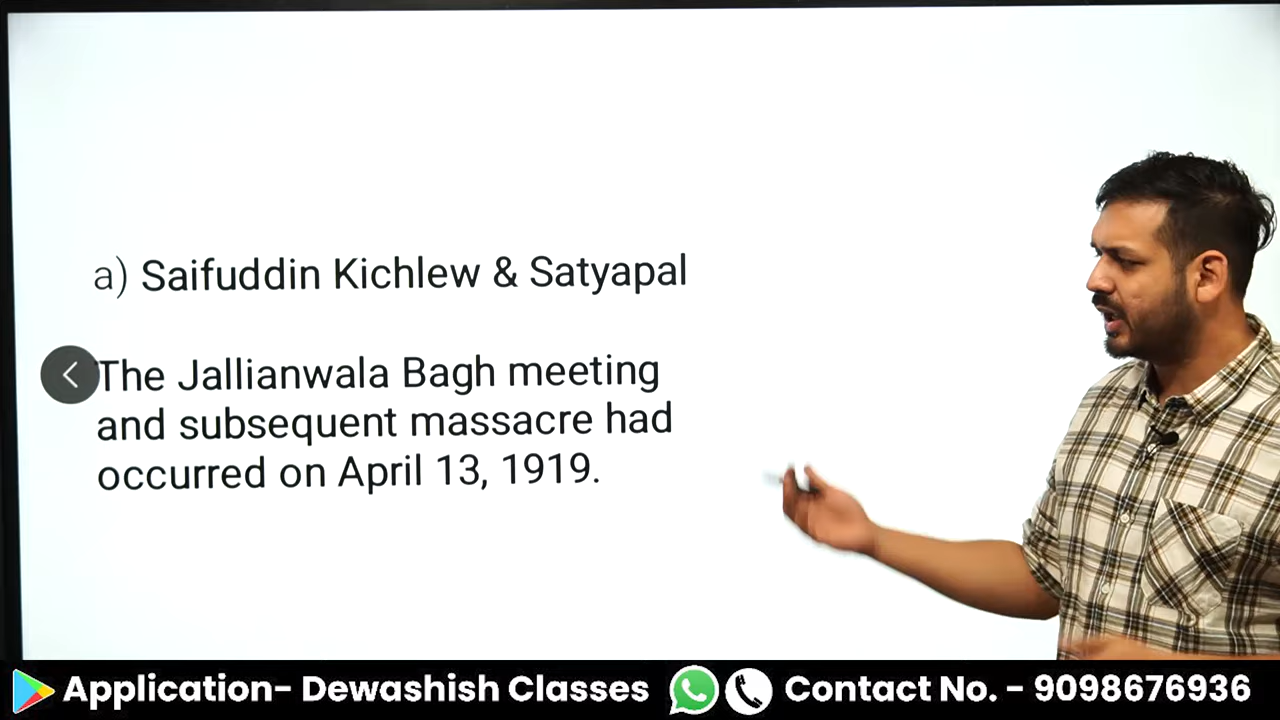 a) Saifuddin Kichlew & Satyapal
The Jallianwala Bagh meeting
and subsequent massacre had
occurred on April 13, 1919.
Application- Dewashish Classes Contact No. - 9098676936